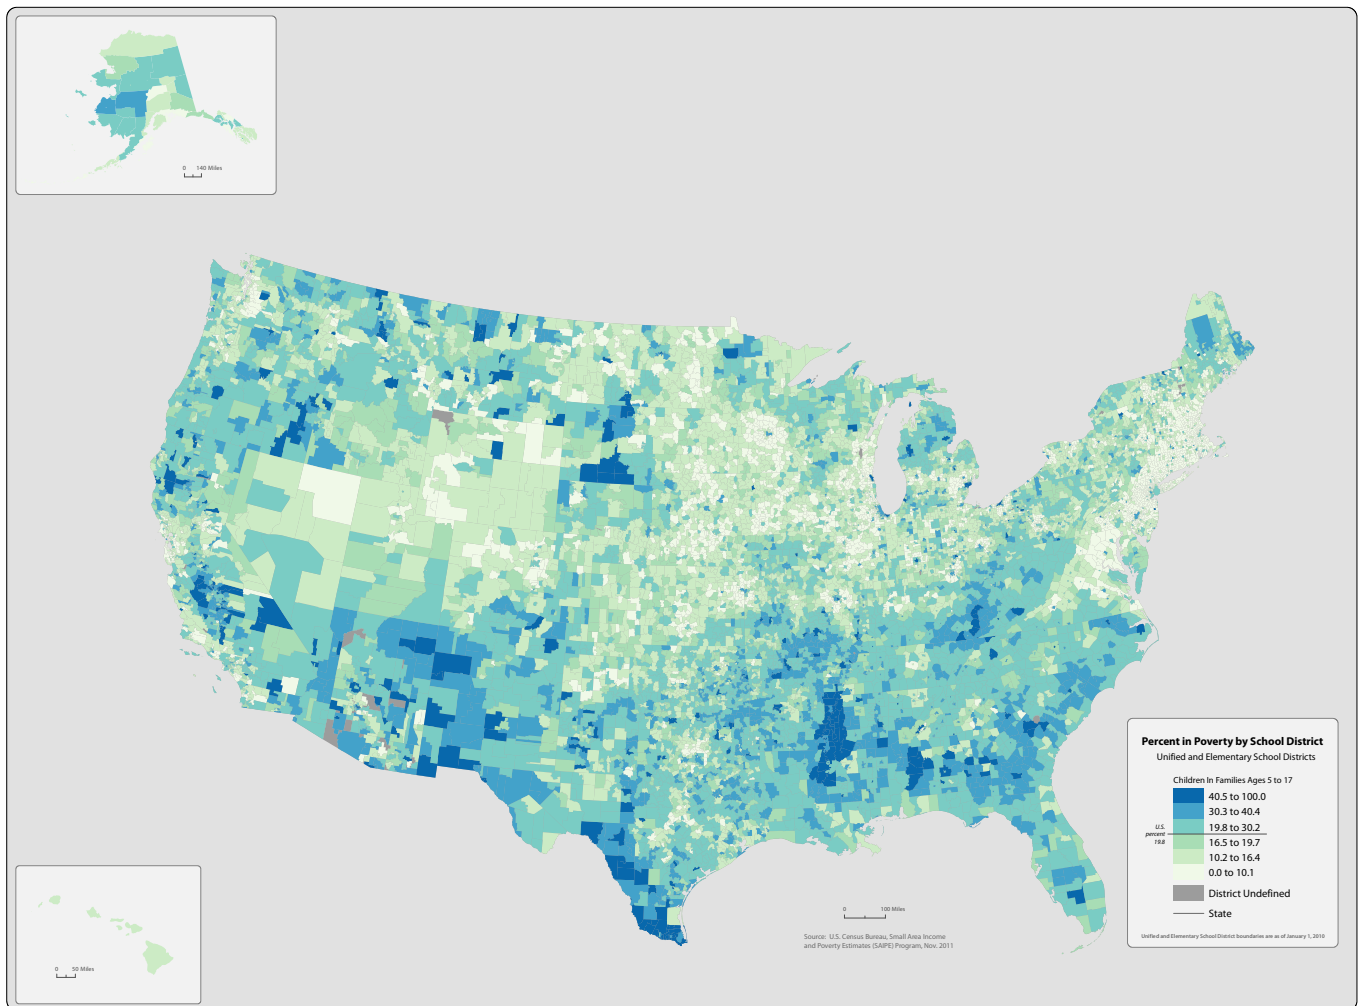 0 140 Miles
Percent in Poverty by School District
Unified and Elementary School Districts
Children In Families Ages 5 to 17
40.5 to 100.0
30.3 to 40.4
19.8 to 30.2
U.S.
percent
19.8
16.5 to 19.7
10.2 to 16.4
0.0 to 10.1
District Undefined
State
Unified and Elementary School District boundaries are as of January 1, 2010
0 100 Miles
Source: U.S. Census Bureau, Small Area Income
and Poverty Estimates (SAIPE) Program, Nov. 2011
0 50 Miles